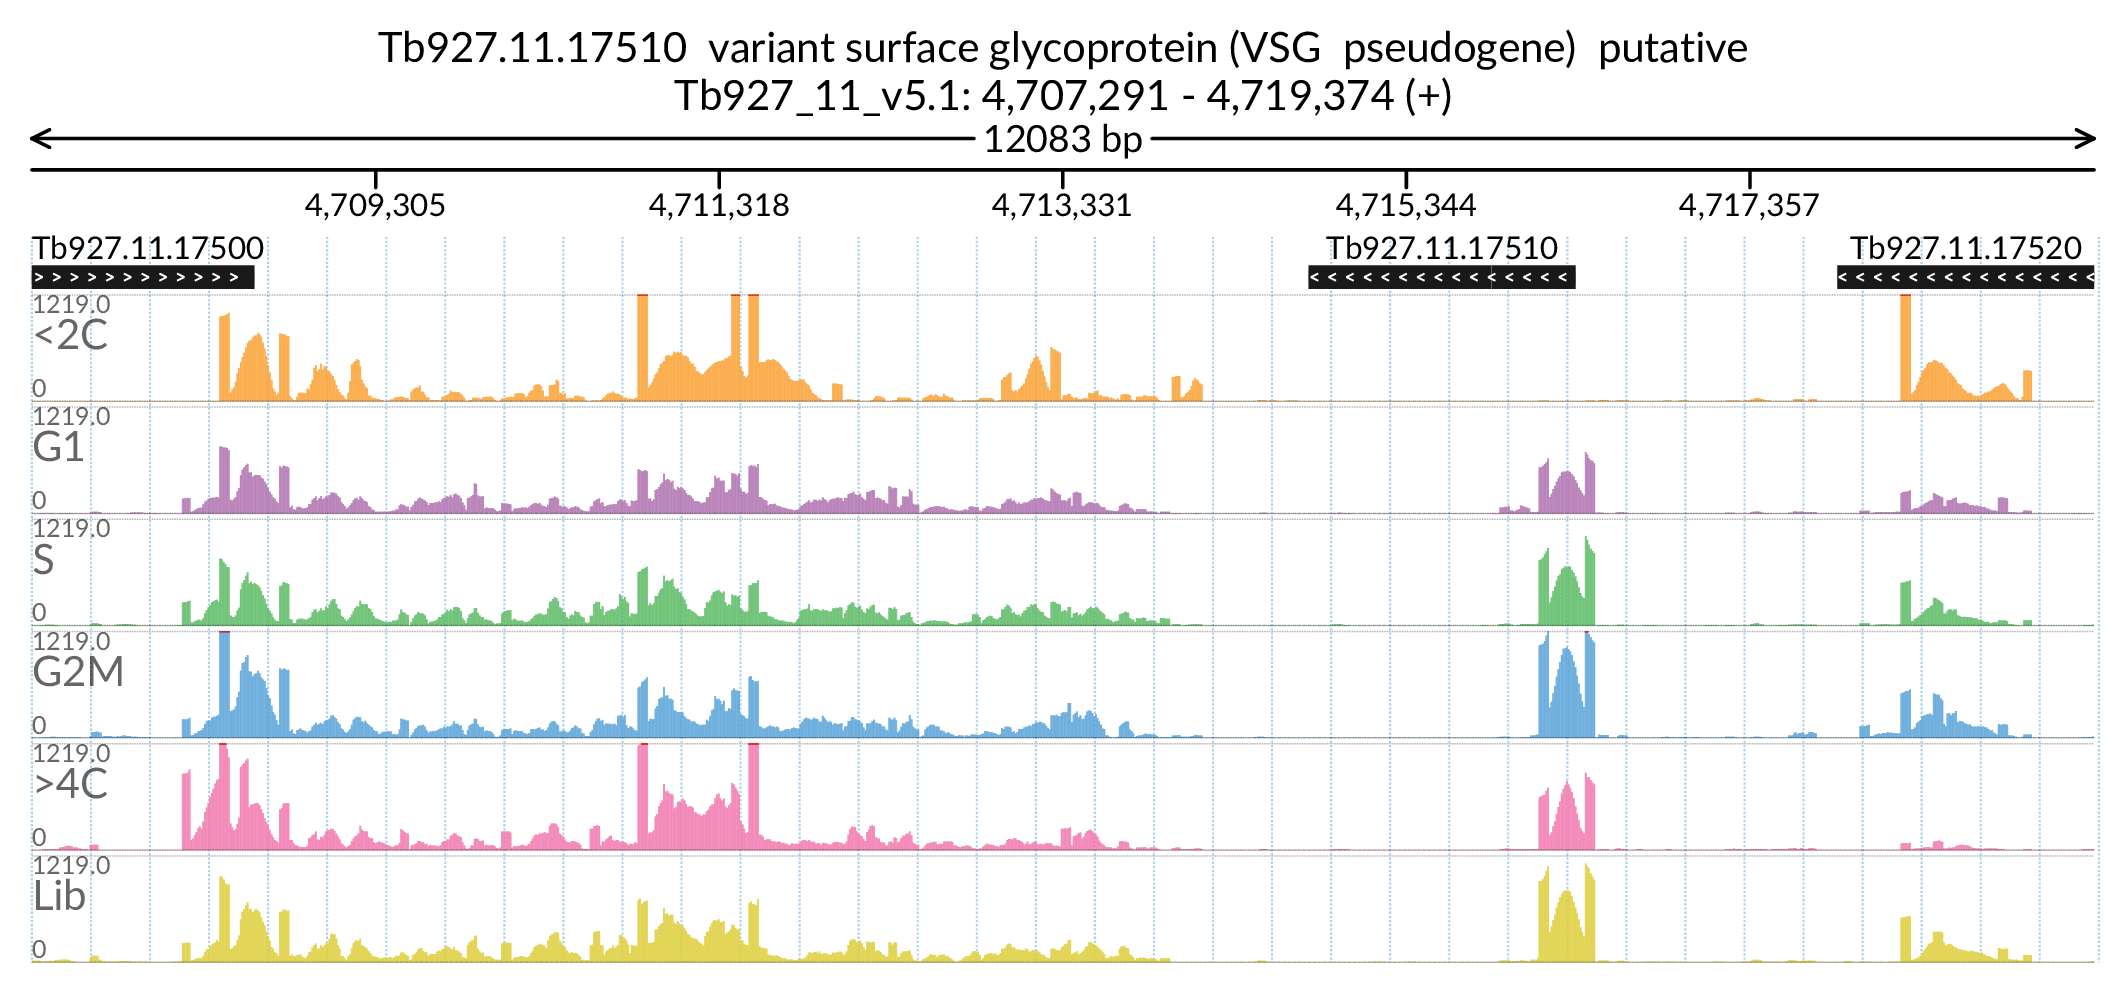 Tb927.11.17510 variant surface glycoprotein (VSG pseudogene) putative
Tb927_11_v5.1: 4,707,291 - 4,719,374 (+)
12083 bp
4,709,305 4,711,318 4,713,331 4,715,344 4,717,357
Tb927.11.17500 Tb927.11.17510 Tb927.11.17520
1219.0
<2C
0
1219.0
G1
0
1219.0
S
0
1219.0
G2M
0
1219.0
>4C
0
1219.0
Lib
0